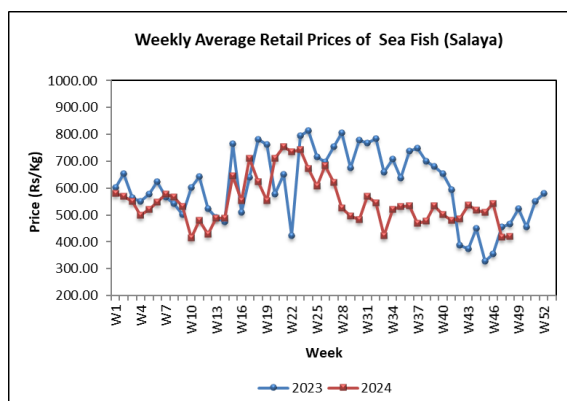 Weekly Average Retail Prices of Sea Fish (Salaya)
Price (Rs/Kg)
1000.00
900.00
800.00
700.00
600.00
500.00
400.00
300.00
200.00
W1
W4
W7
W10
W13
W16
W19
W22
W25
W28
W31
W34
W37
W40
W43
W46
W49
W52
Week
2023
2024